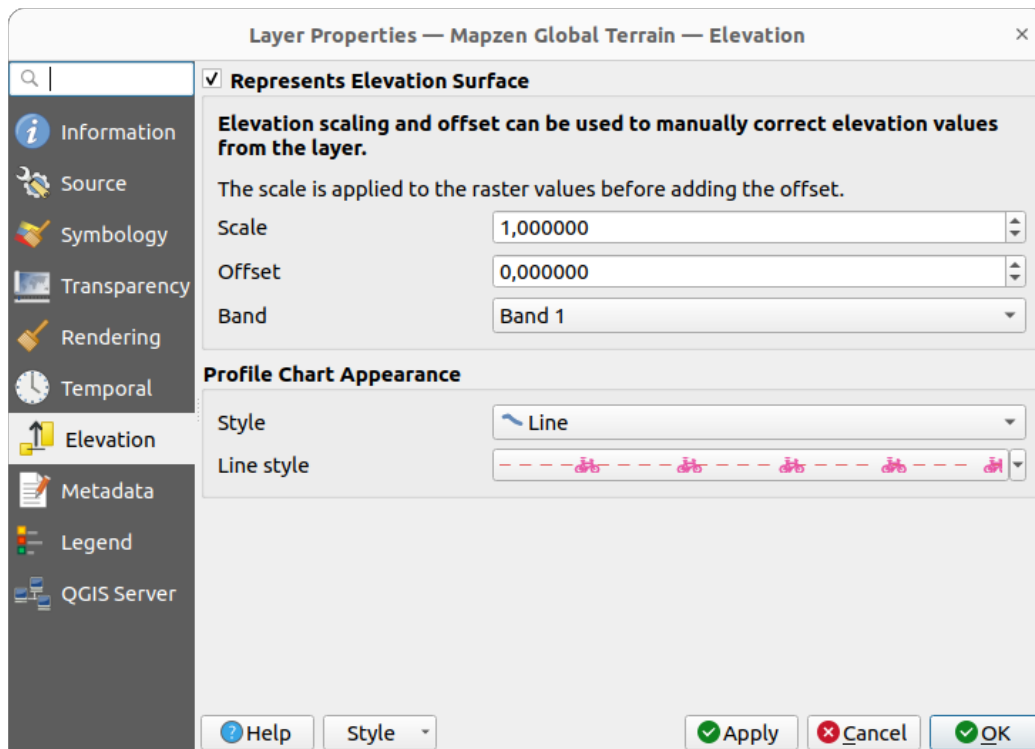 Layer Properties — Mapzen Global Terrain — Elevation
Information
Source
Symbology
Transparency
Rendering
Temporal
Elevation
Metadata
Legend
QGIS Server
Represents Elevation Surface
Elevation scaling and offset can be used to manually correct elevation values
from the layer.
The scale is applied to the raster values before adding the offset.
Scale 1,000000
Offset 0,000000
Band Band 1
Profile Chart Appearance
Style Line
Line style
Help Style Apply Cancel OK